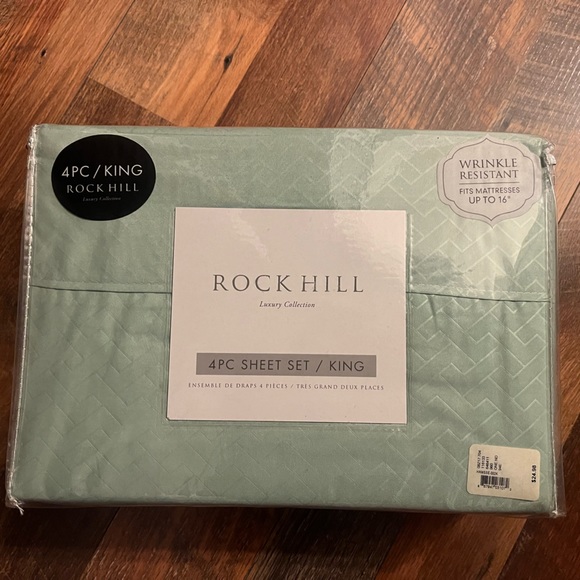 4PC / KING
ROCK HILL
Luxury Collection
WRINKLE
RESISTANT
FITS MATTRESSES
UP TO 16"
ROCK HILL
Luxury Collection
4PC SHEET SET / KING
ENSEMBLE DE DRAPS 4 PIÈCES / TRÈS GRAND DEUX PLACES
$24.98